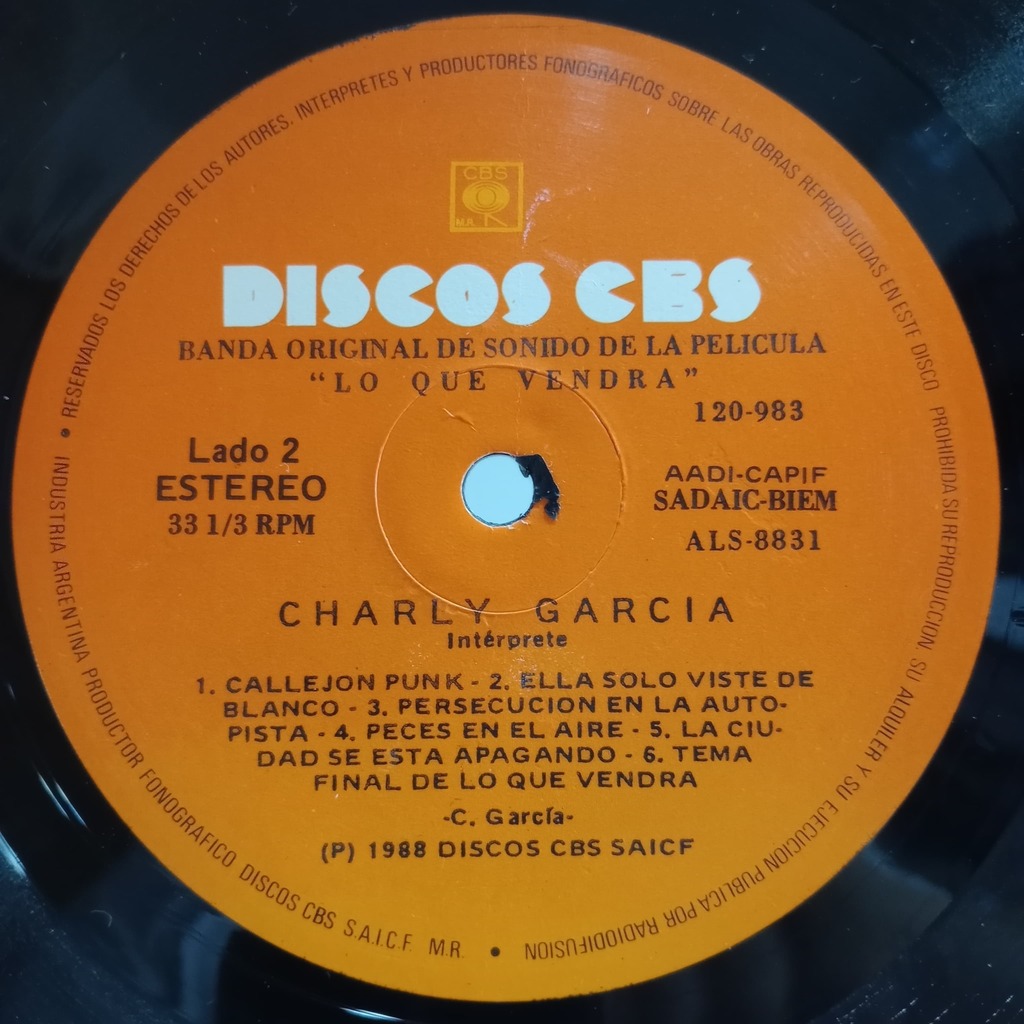 RESERVADOS LOS DERECHOS DE LOS AUTORES, INTERPRETES Y PRODUCTORES FONOGRAFICOS SOBRE LAS OBRAS REPRODUCIDAS EN ESTE DISCO PROHIBIDA SU REPRODUCCION, SU ALQUILER Y SU EJECUCION PUBLICA POR RADIODIFUSION •
CBS
M.R.
DISCOS CBS
BANDA ORIGINAL DE SONIDO DE LA PELICULA
"LO QUE VENDRA"
120-983
Lado 2
ESTEREO
33 1/3 RPM
AADI-CAPIF
SADAIC-BIEM
ALS-8831
CHARLY GARCIA
Intérprete
1. CALLEJON PUNK - 2. ELLA SOLO VISTE DE
BLANCO - 3. PERSECUCION EN LA AUTO-
PISTA - 4. PECES EN EL AIRE - 5. LA CIU-
DAD SE ESTA APAGANDO - 6. TEMA
FINAL DE LO QUE VENDRA
-C. García-
(P) 1988 DISCOS CBS SAICF
• INDUSTRIA ARGENTINA PRODUCTOR FONOGRAFICO DISCOS CBS S.A.I.C.F. M.R.